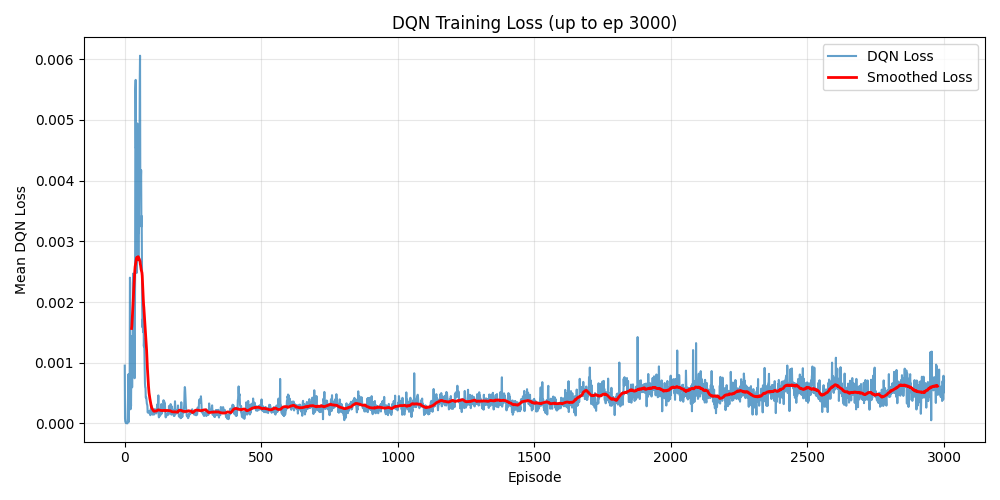 DQN Training Loss (up to ep 3000)
DQN Loss
Smoothed Loss
Mean DQN Loss
0.006
0.005
0.004
0.003
0.002
0.001
0.000
0
500
1000
1500
2000
2500
3000
Episode